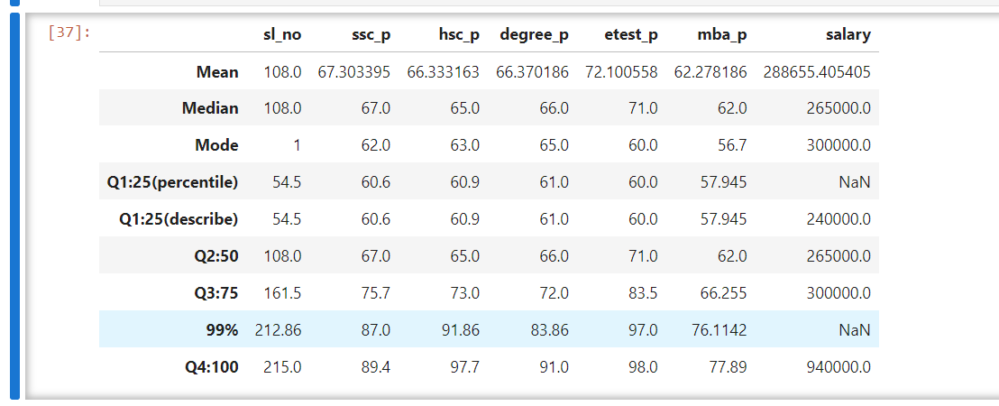 [37]:
sl_no ssc_p hsc_p degree_p etest_p mba_p salary
Mean 108.0 67.303395 66.333163 66.370186 72.100558 62.278186 288655.405405
Median 108.0 67.0 65.0 66.0 71.0 62.0 265000.0
Mode 1 62.0 63.0 65.0 60.0 56.7 300000.0
Q1:25(percentile) 54.5 60.6 60.9 61.0 60.0 57.945 NaN
Q1:25(describe) 54.5 60.6 60.9 61.0 60.0 57.945 240000.0
Q2:50 108.0 67.0 65.0 66.0 71.0 62.0 265000.0
Q3:75 161.5 75.7 73.0 72.0 83.5 66.255 300000.0
99% 212.86 87.0 91.86 83.86 97.0 76.1142 NaN
Q4:100 215.0 89.4 97.7 91.0 98.0 77.89 940000.0